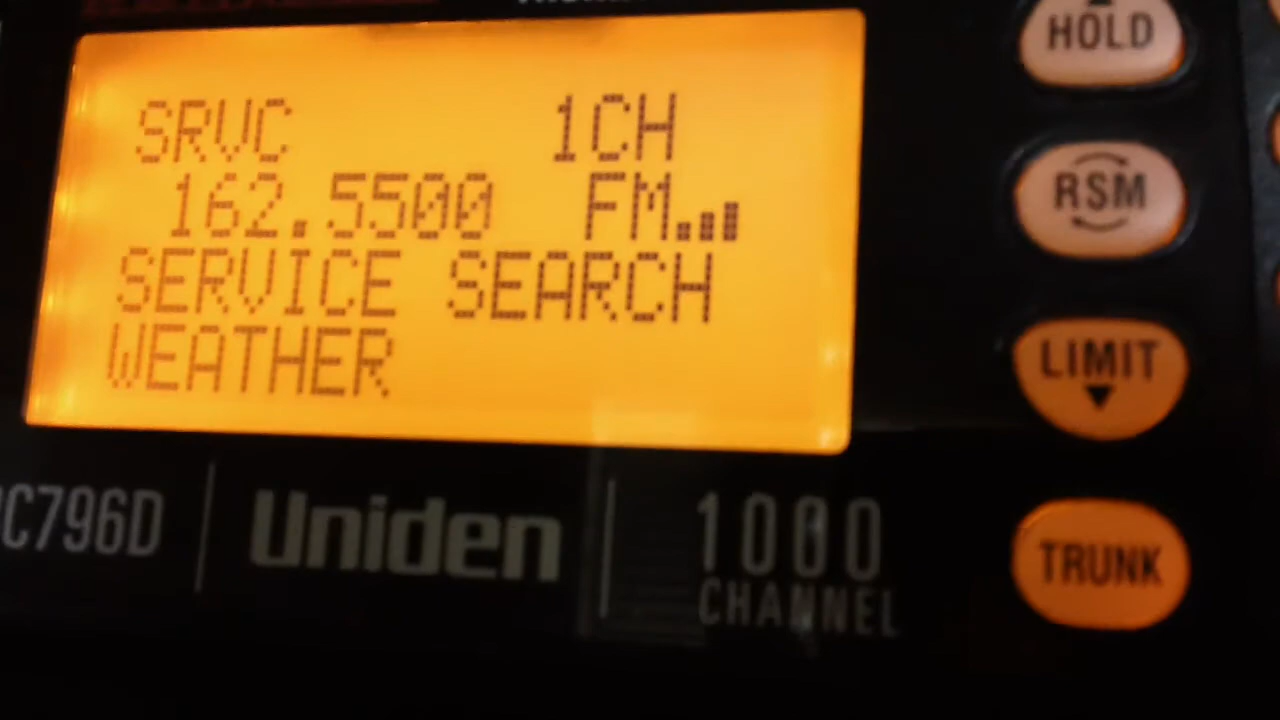 SRVC 1CH
162.5500 FM
SERVICE SEARCH
WEATHER
C796D Uniden 1000
CHANNEL
HOLD
RSM
LIMIT
TRUNK